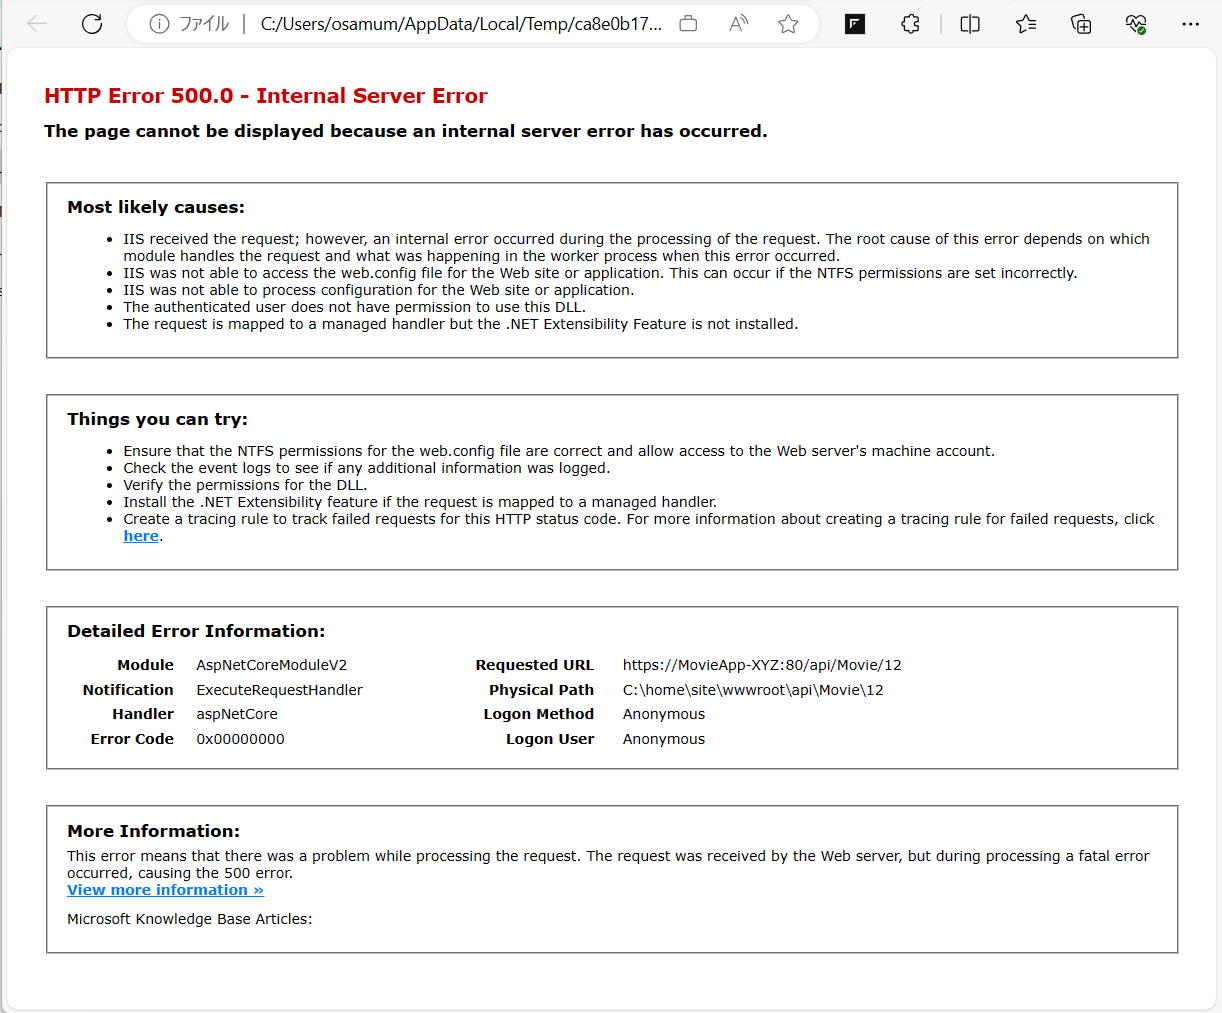 ファイル C:/Users/osamum/AppData/Local/Temp/ca8e0b17...
HTTP Error 500.0 - Internal Server Error
The page cannot be displayed because an internal server error has occurred.
Most likely causes:
IIS received the request; however, an internal error occurred during the processing of the request. The root cause of this error depends on which
module handles the request and what was happening in the worker process when this error occurred.
IIS was not able to access the web.config file for the Web site or application. This can occur if the NTFS permissions are set incorrectly.
IIS was not able to process configuration for the Web site or application.
The authenticated user does not have permission to use this DLL.
The request is mapped to a managed handler but the .NET Extensibility Feature is not installed.
Things you can try:
Ensure that the NTFS permissions for the web.config file are correct and allow access to the Web server's machine account.
Check the event logs to see if any additional information was logged.
Verify the permissions for the DLL.
Install the .NET Extensibility feature if the request is mapped to a managed handler.
Create a tracing rule to track failed requests for this HTTP status code. For more information about creating a tracing rule for failed requests, click
here.
Detailed Error Information:
Module AspNetCoreModuleV2 Requested URL https://MovieApp-XYZ:80/api/Movie/12
Notification ExecuteRequestHandler Physical Path C:\home\site\wwwroot\api\Movie\12
Handler aspNetCore Logon Method Anonymous
Error Code 0x00000000 Logon User Anonymous
More Information:
This error means that there was a problem while processing the request. The request was received by the Web server, but during processing a fatal error
occurred, causing the 500 error.
View more information »
Microsoft Knowledge Base Articles: